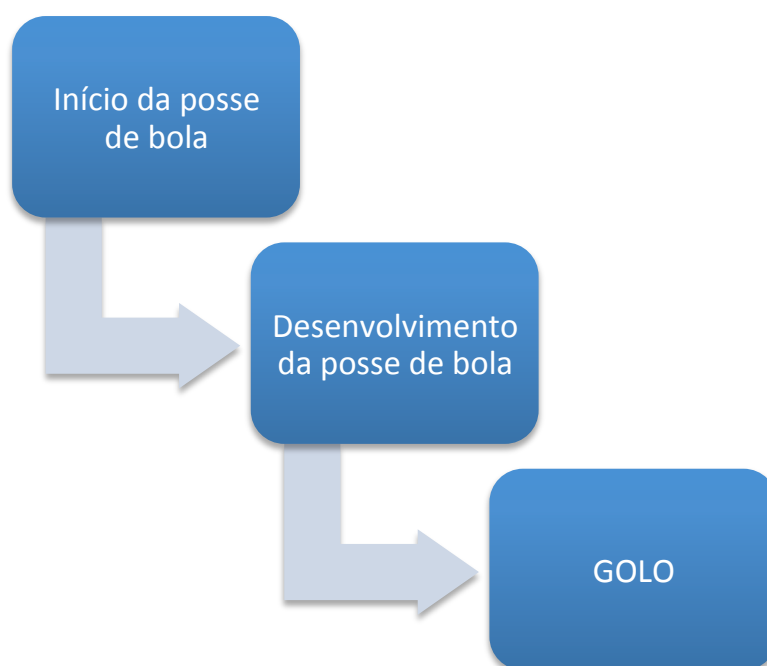 Início da posse
de bola
Desenvolvimento
da posse de bola
GOLO